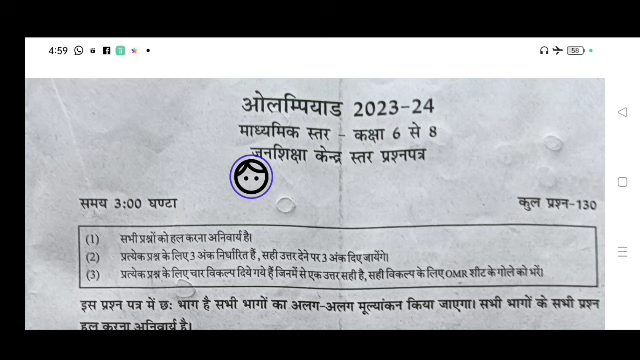 4:59
58
ओलम्पियाड 2023-24
माध्यमिक स्तर - कक्षा 6 से 8
जनशिक्षा केन्द्र स्तर प्रश्नपत्र
समय 3:00 घण्टा
कुल प्रश्न-130
(1) सभी प्रश्नों को हल करना अनिवार्य है।
(2) प्रत्येक प्रश्न के लिए 3 अंक निर्धारित हैं , सही उत्तर देने पर 3 अंक दिए जायेंगे।
(3) प्रत्येक प्रश्न के लिए चार विकल्प दिये गये हैं जिनमें से एक उत्तर सही है, सही विकल्प के लिए OMR शीट के गोले को भरें।
इस प्रश्न पत्र में छः भाग है सभी भागों का अलग-अलग मूल्यांकन किया जाएगा। सभी भागों के सभी प्रश्न
हल करना अनिवार्य है।